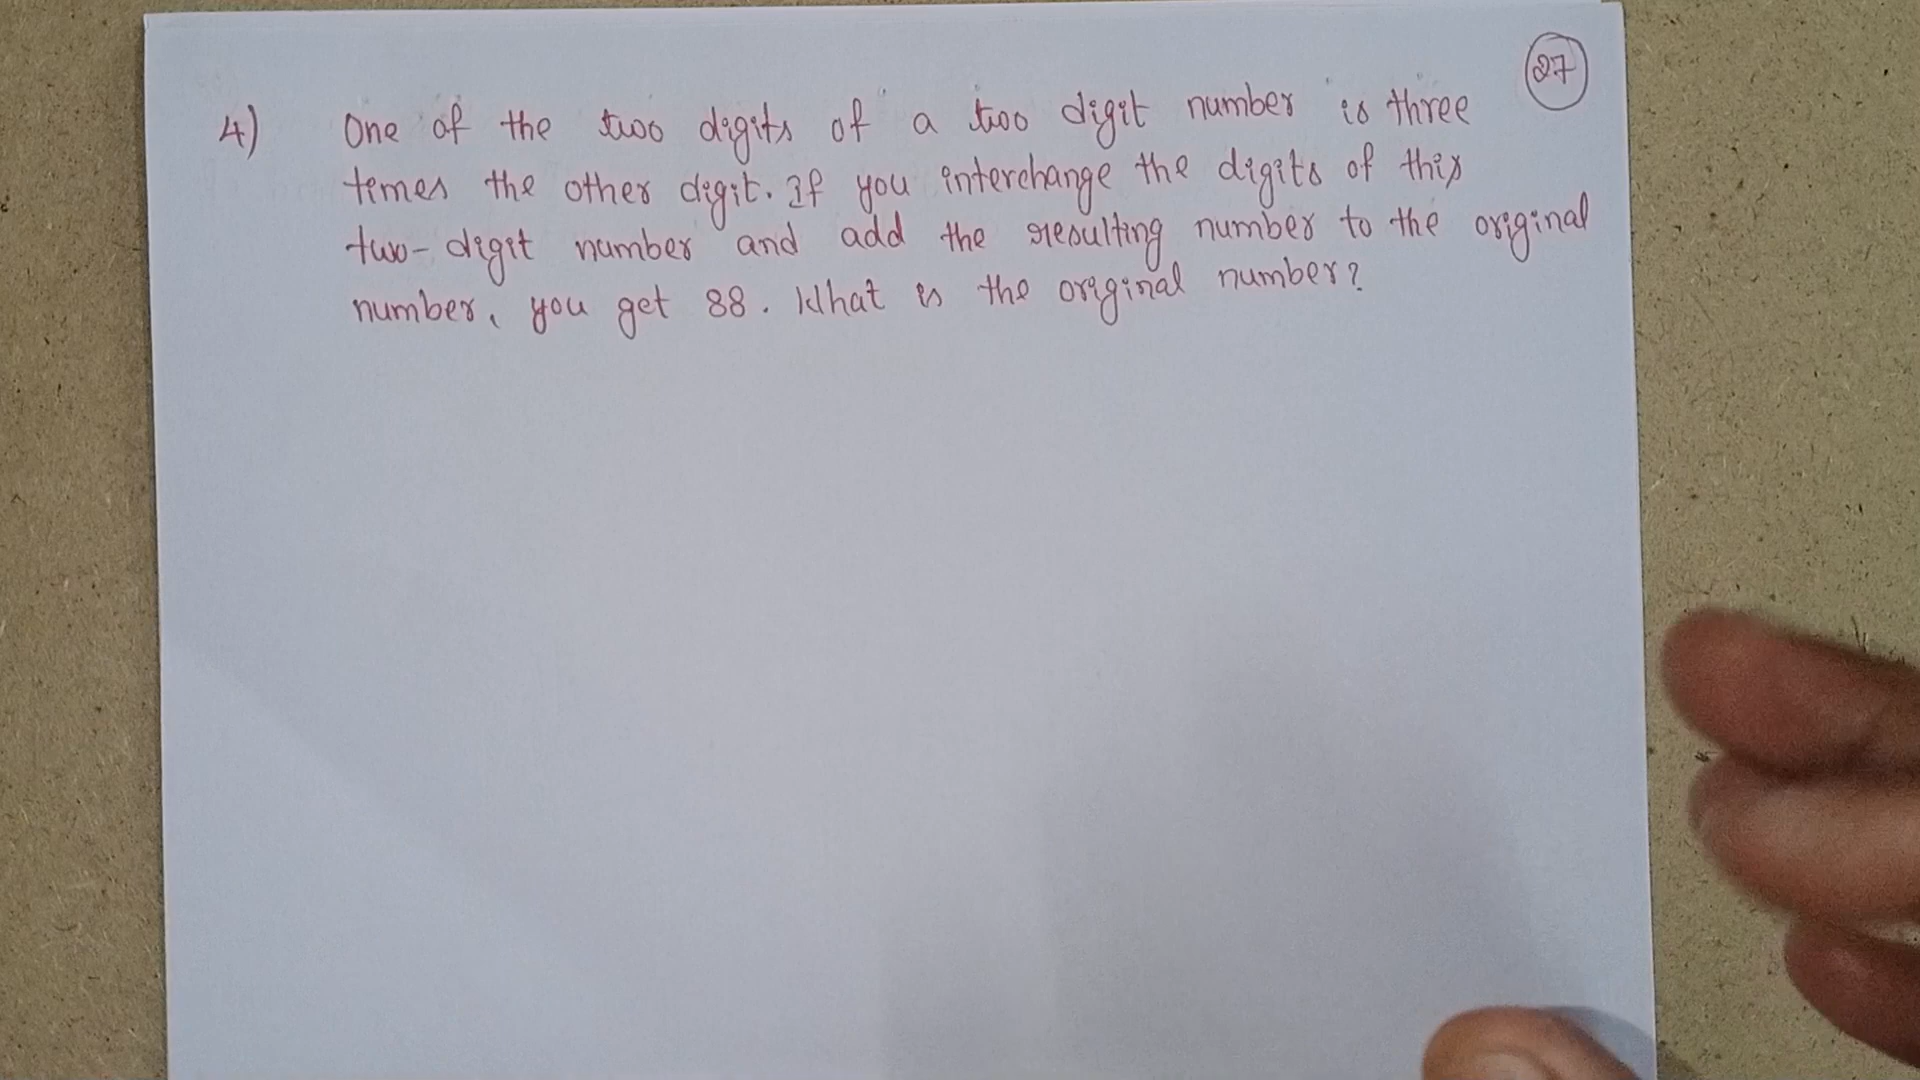 27
4) One of the two digits of a two digit number is three
times the other digit. If you interchange the digits of this
two-digit number and add the resulting number to the original
number, you get 88. What is the original number?